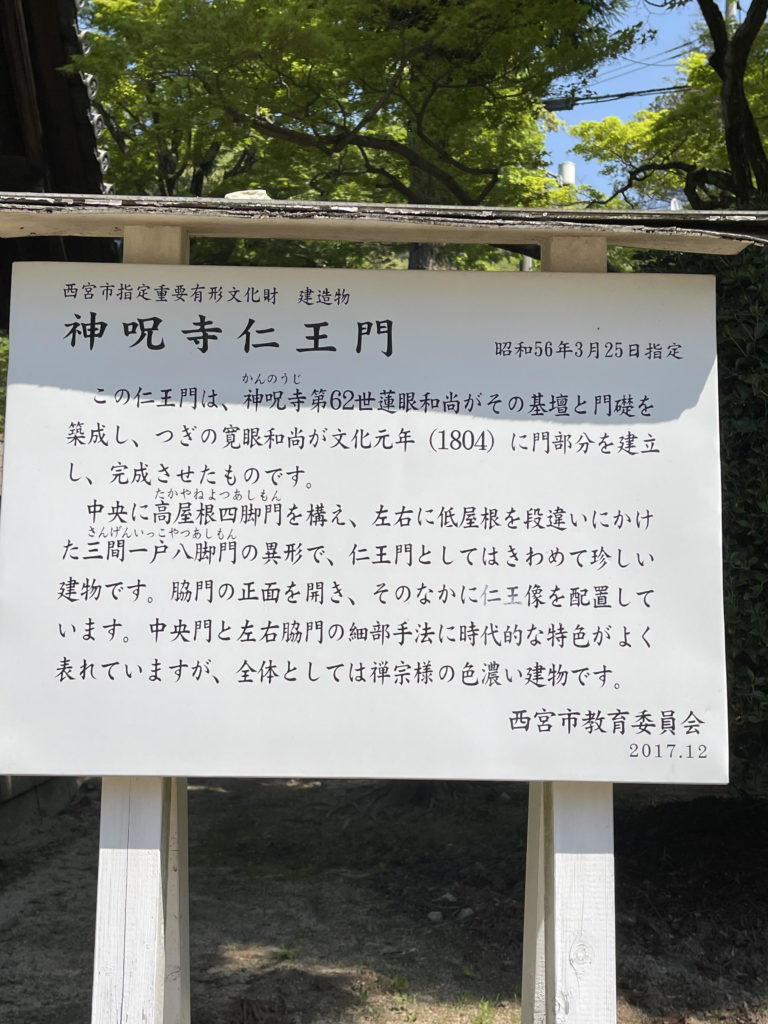 西宮市指定重要有形文化財　建造物
神呪寺仁王門
昭和56年3月25日指定
かんのうじ
この仁王門は、神呪寺第62世蓮眼和尚がその基壇と門礎を
築成し、つぎの寛眼和尚が文化元年（1804）に門部分を建立
し、完成させたものです。
たかやねよつあしもん
中央に高屋根四脚門を構え、左右に低屋根を段違いにかけ
さんげんいっこやつあしもん
た三間一戸八脚門の異形で、仁王門としてはきわめて珍しい
建物です。脇門の正面を開き、そのなかに仁王像を配置して
います。中央門と左右脇門の細部手法に時代的な特色がよく
表れていますが、全体としては禅宗様の色濃い建物です。
西宮市教育委員会
2017.12